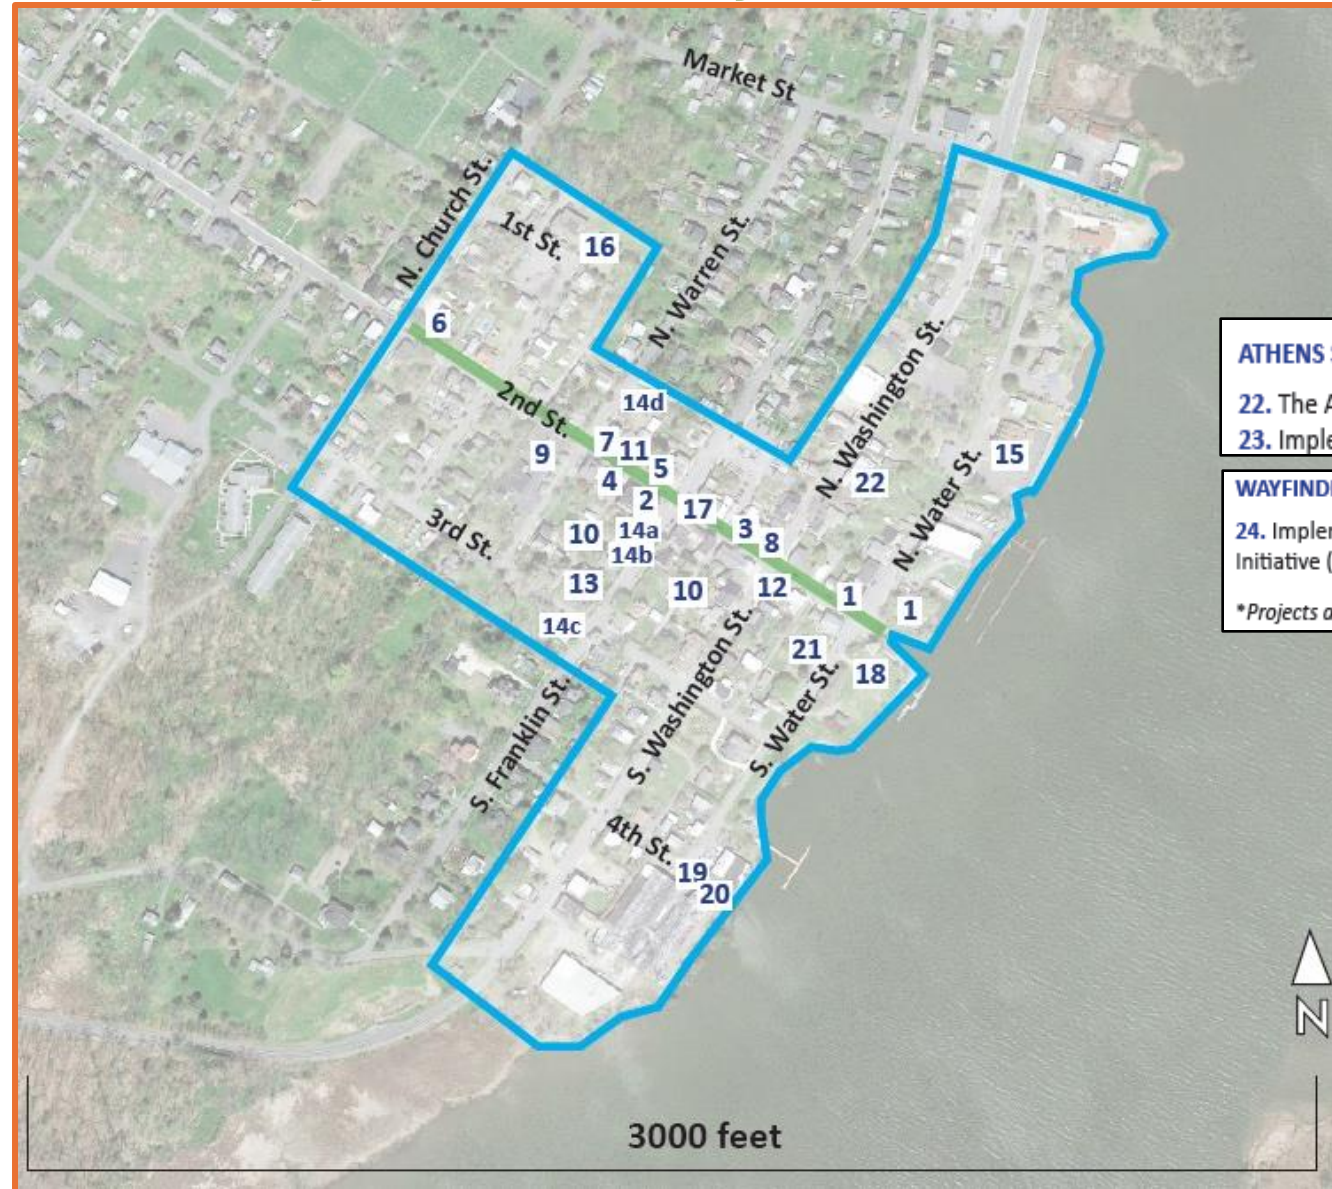 Market St
N. Church St.
1st St.
16
N. Warren St.
6
2nd St.
14d
N. Washington St.
7
11
9
5
4
2
22
15
17
3rd St.
10
14a
3
8
N. Water St.
14b
13
10
12
1
1
14c
21
18
S. Washington St.
S. Water St.
S. Franklin St.
4th St.
19
20
ATHENS
22. The
23.
WAYFIND
24.
Initiative (
*Projects
N
3000 feet